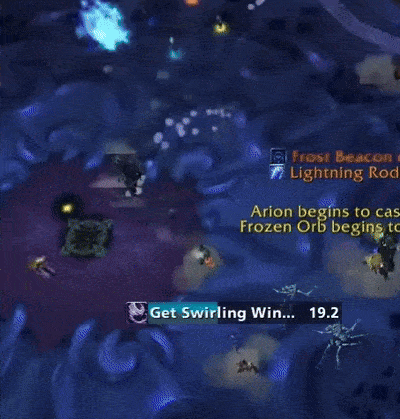 Frost Beacon
Lightning Rod
Arion begins to cas
Frozen Orb begins to
Get Swirling Win... 19.2